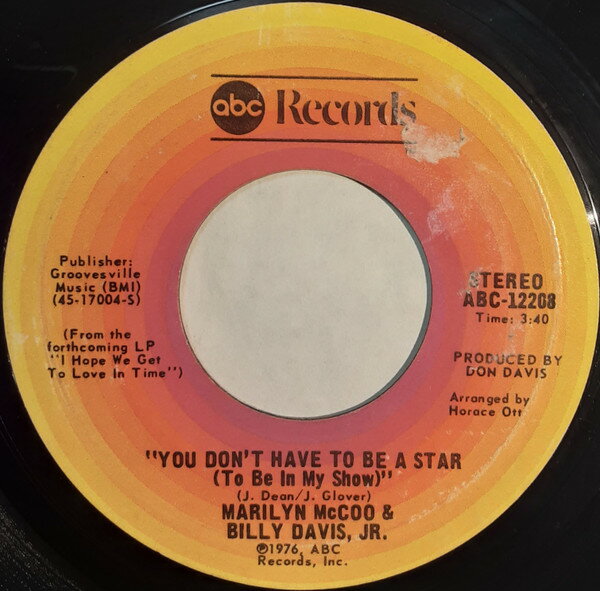 abc Records
Publisher:
Groovesville
Music (BMI)
(45-17004-S)
(From the
forthcoming LP
"I Hope We Get
To Love In Time")
STEREO
ABC-12208
Time: 3:40
PRODUCED BY
DON DAVIS
Arranged by
Horace Ott
"YOU DON'T HAVE TO BE A STAR
(To Be In My Show)"
(J. Dean/J. Glover)
MARILYN McCOO &
BILLY DAVIS, JR.
℗1976, ABC
Records, Inc.